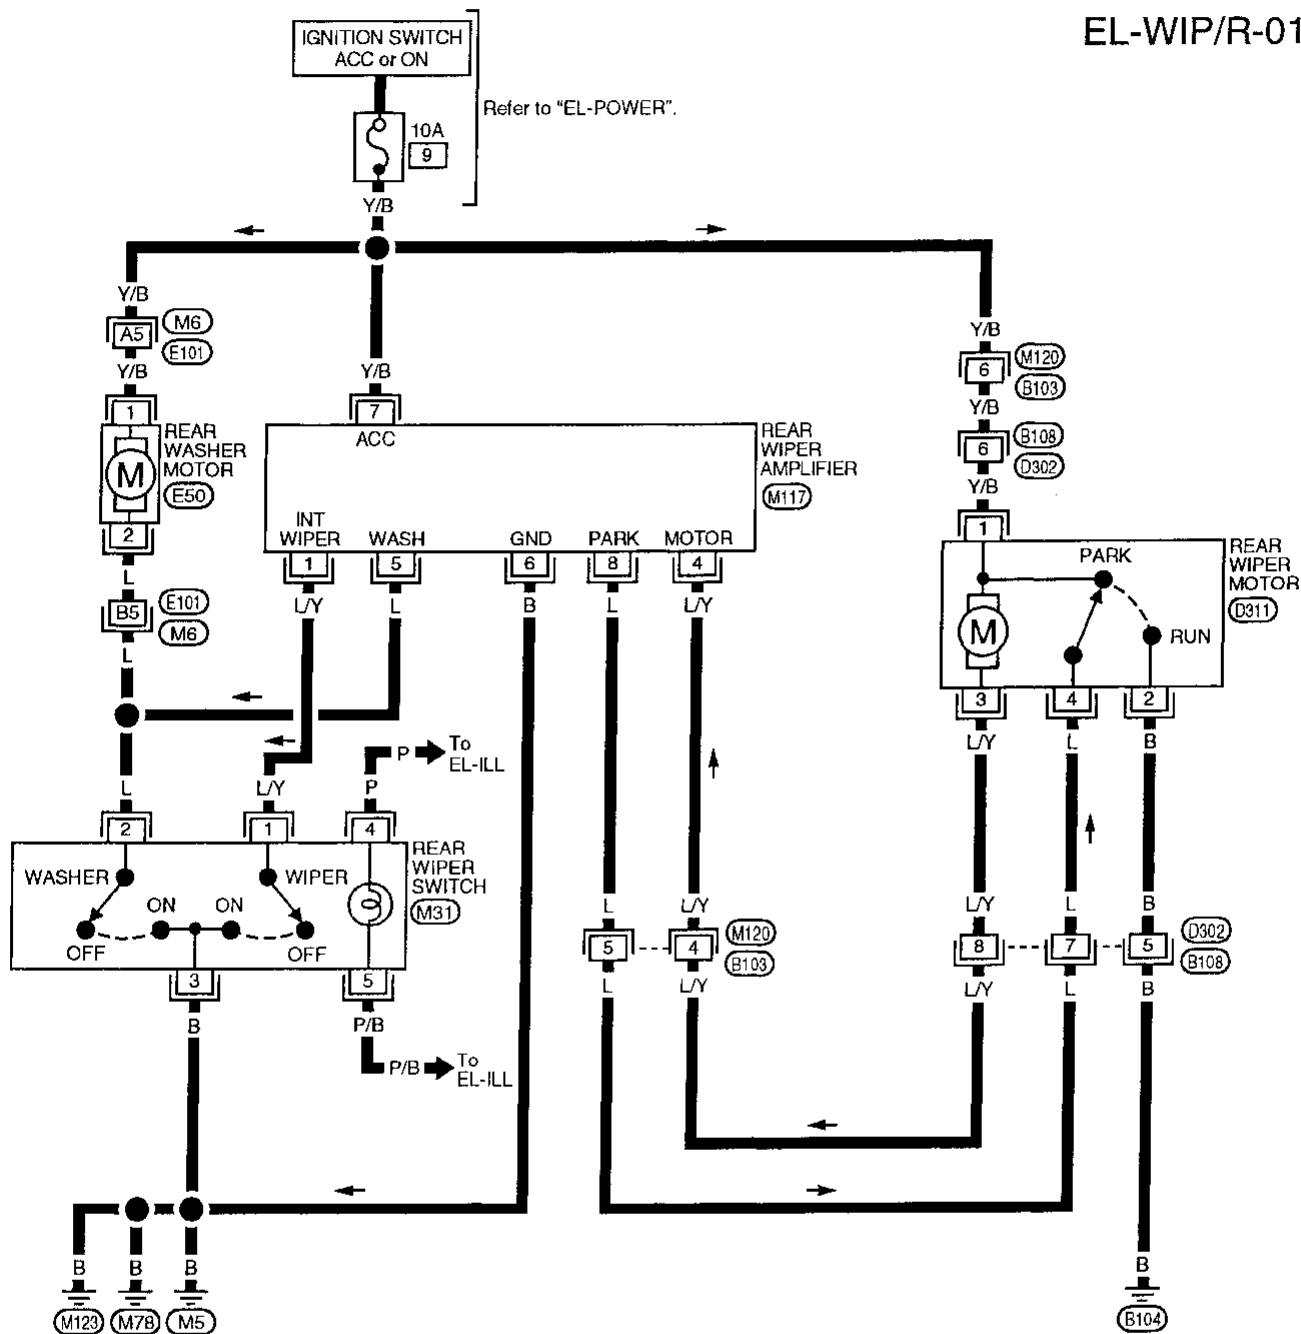 EL-WIP/R-01
IGNITION SWITCH
ACC or ON
Refer to "EL-POWER".
10A
9
Y/B
Y/B
A5
M6
E101
Y/B
1
REAR
WASHER
MOTOR
E50
M
2
L
B5
E101
M6
L
L
Y/B
7
ACC
REAR
WIPER
AMPLIFIER
M117
INT
WIPER
WASH
GND
PARK
MOTOR
1
5
6
8
4
L/Y
L
B
L
L/Y
Y/B
6
M120
B103
Y/B
6
B108
D302
Y/B
1
PARK
REAR
WIPER
MOTOR
D311
M
RUN
3
4
2
L/Y
L
B
P
To
EL-ILL
L/Y
P
2
1
4
REAR
WIPER
SWITCH
M31
WASHER
WIPER
ON
ON
OFF
OFF
3
5
B
P/B
P/B
To
EL-ILL
L
L/Y
5
4
M120
B103
L
L/Y
L/Y
L
B
8
7
5
D302
B108
L/Y
L
B
B
B
B
B
M123
M78
M5
B104